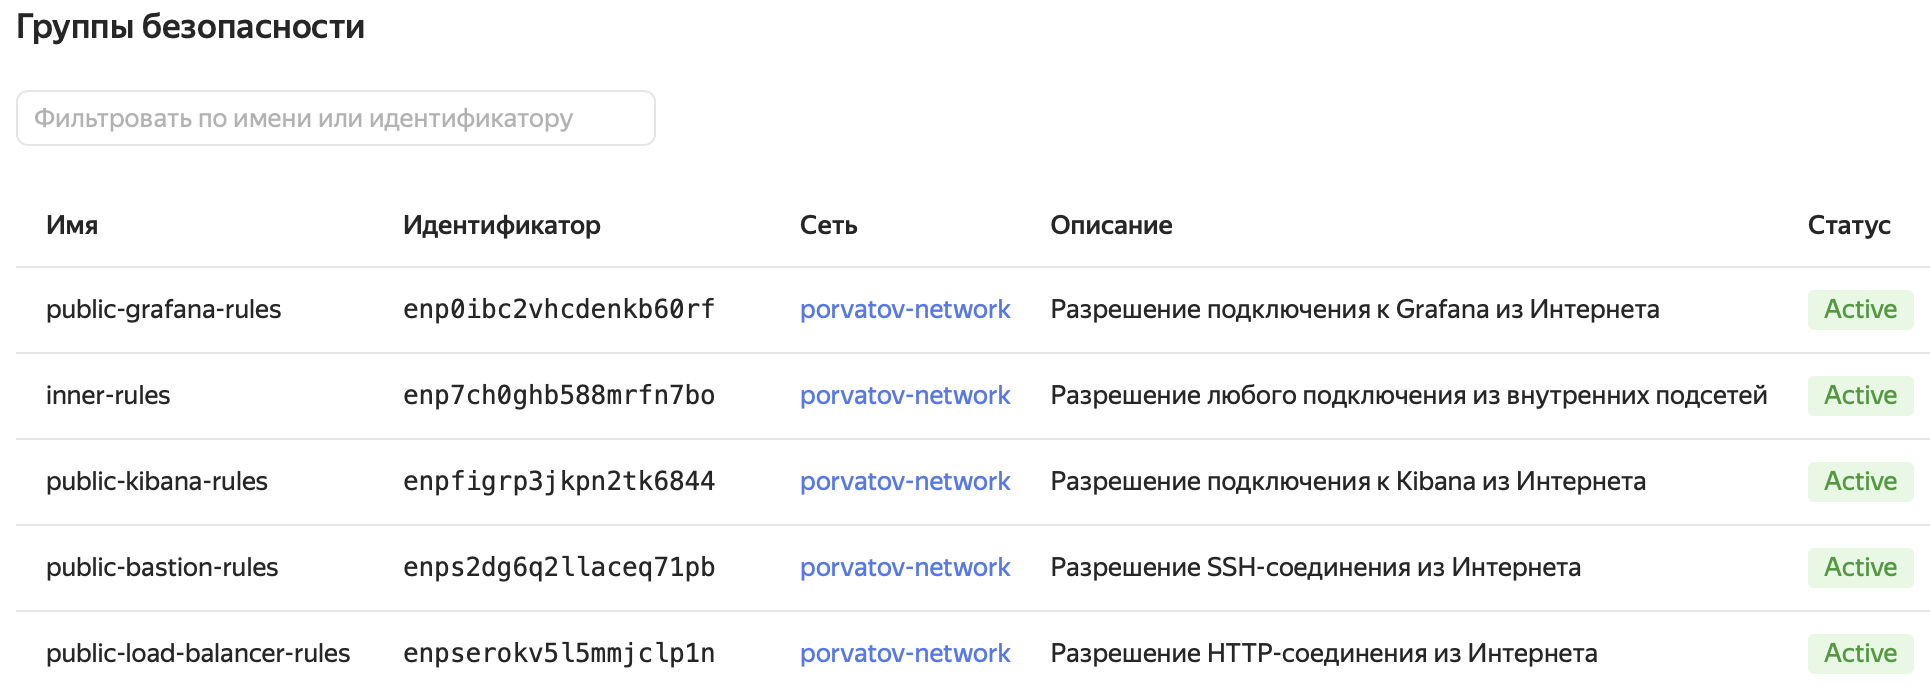 Группы безопасности
Фильтровать по имени или идентификатору
Имя Идентификатор Сеть Описание Статус
public-grafana-rules enp0ibc2vhcdenkb60rf porvatov-network Разрешение подключения к Grafana из Интернета Active
inner-rules enp7ch0ghb588mrfn7bo porvatov-network Разрешение любого подключения из внутренних подсетей Active
public-kibana-rules enpfigrp3jkpn2tk6844 porvatov-network Разрешение подключения к Kibana из Интернета Active
public-bastion-rules enps2dg6q2llaceq71pb porvatov-network Разрешение SSH-соединения из Интернета Active
public-load-balancer-rules enpserokv5l5mmjclp1n porvatov-network Разрешение HTTP-соединения из Интернета Active